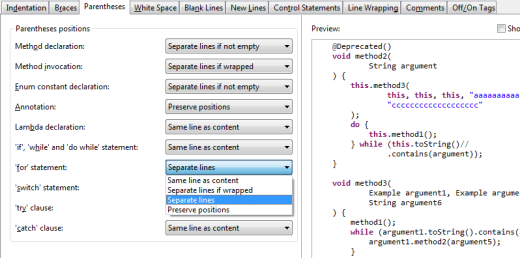 Indentation
Braces
Parentheses
White Space
Blank Lines
New Lines
Control Statements
Line Wrapping
Comments
Off/On Tags
Parentheses positions
Method declaration: Separate lines if not empty
Method invocation: Separate lines if wrapped
Enum constant declaration: Separate lines if not empty
Annotation: Preserve positions
Lambda declaration: Same line as content
'if', 'while' and 'do while' statement: Same line as content
'for' statement: Separate lines
Same line as content
'switch' statement:
Separate lines if wrapped
Separate lines
'try' clause:
Preserve positions
'catch' clause: Same line as content
Preview:
Sho
@Deprecated()
void method2(
String argument
) {
this.method3(
this, this, this, "aaaaaaaaaa
"cccccccccccccccccc"
);
do {
this.method1();
} while (this.toString()//
.contains(argument));
}
void method3(
Example argument1, Example argume
String argument6
) {
method1();
while (argument1.toString().contains(
argument1.method2(argument5);
}